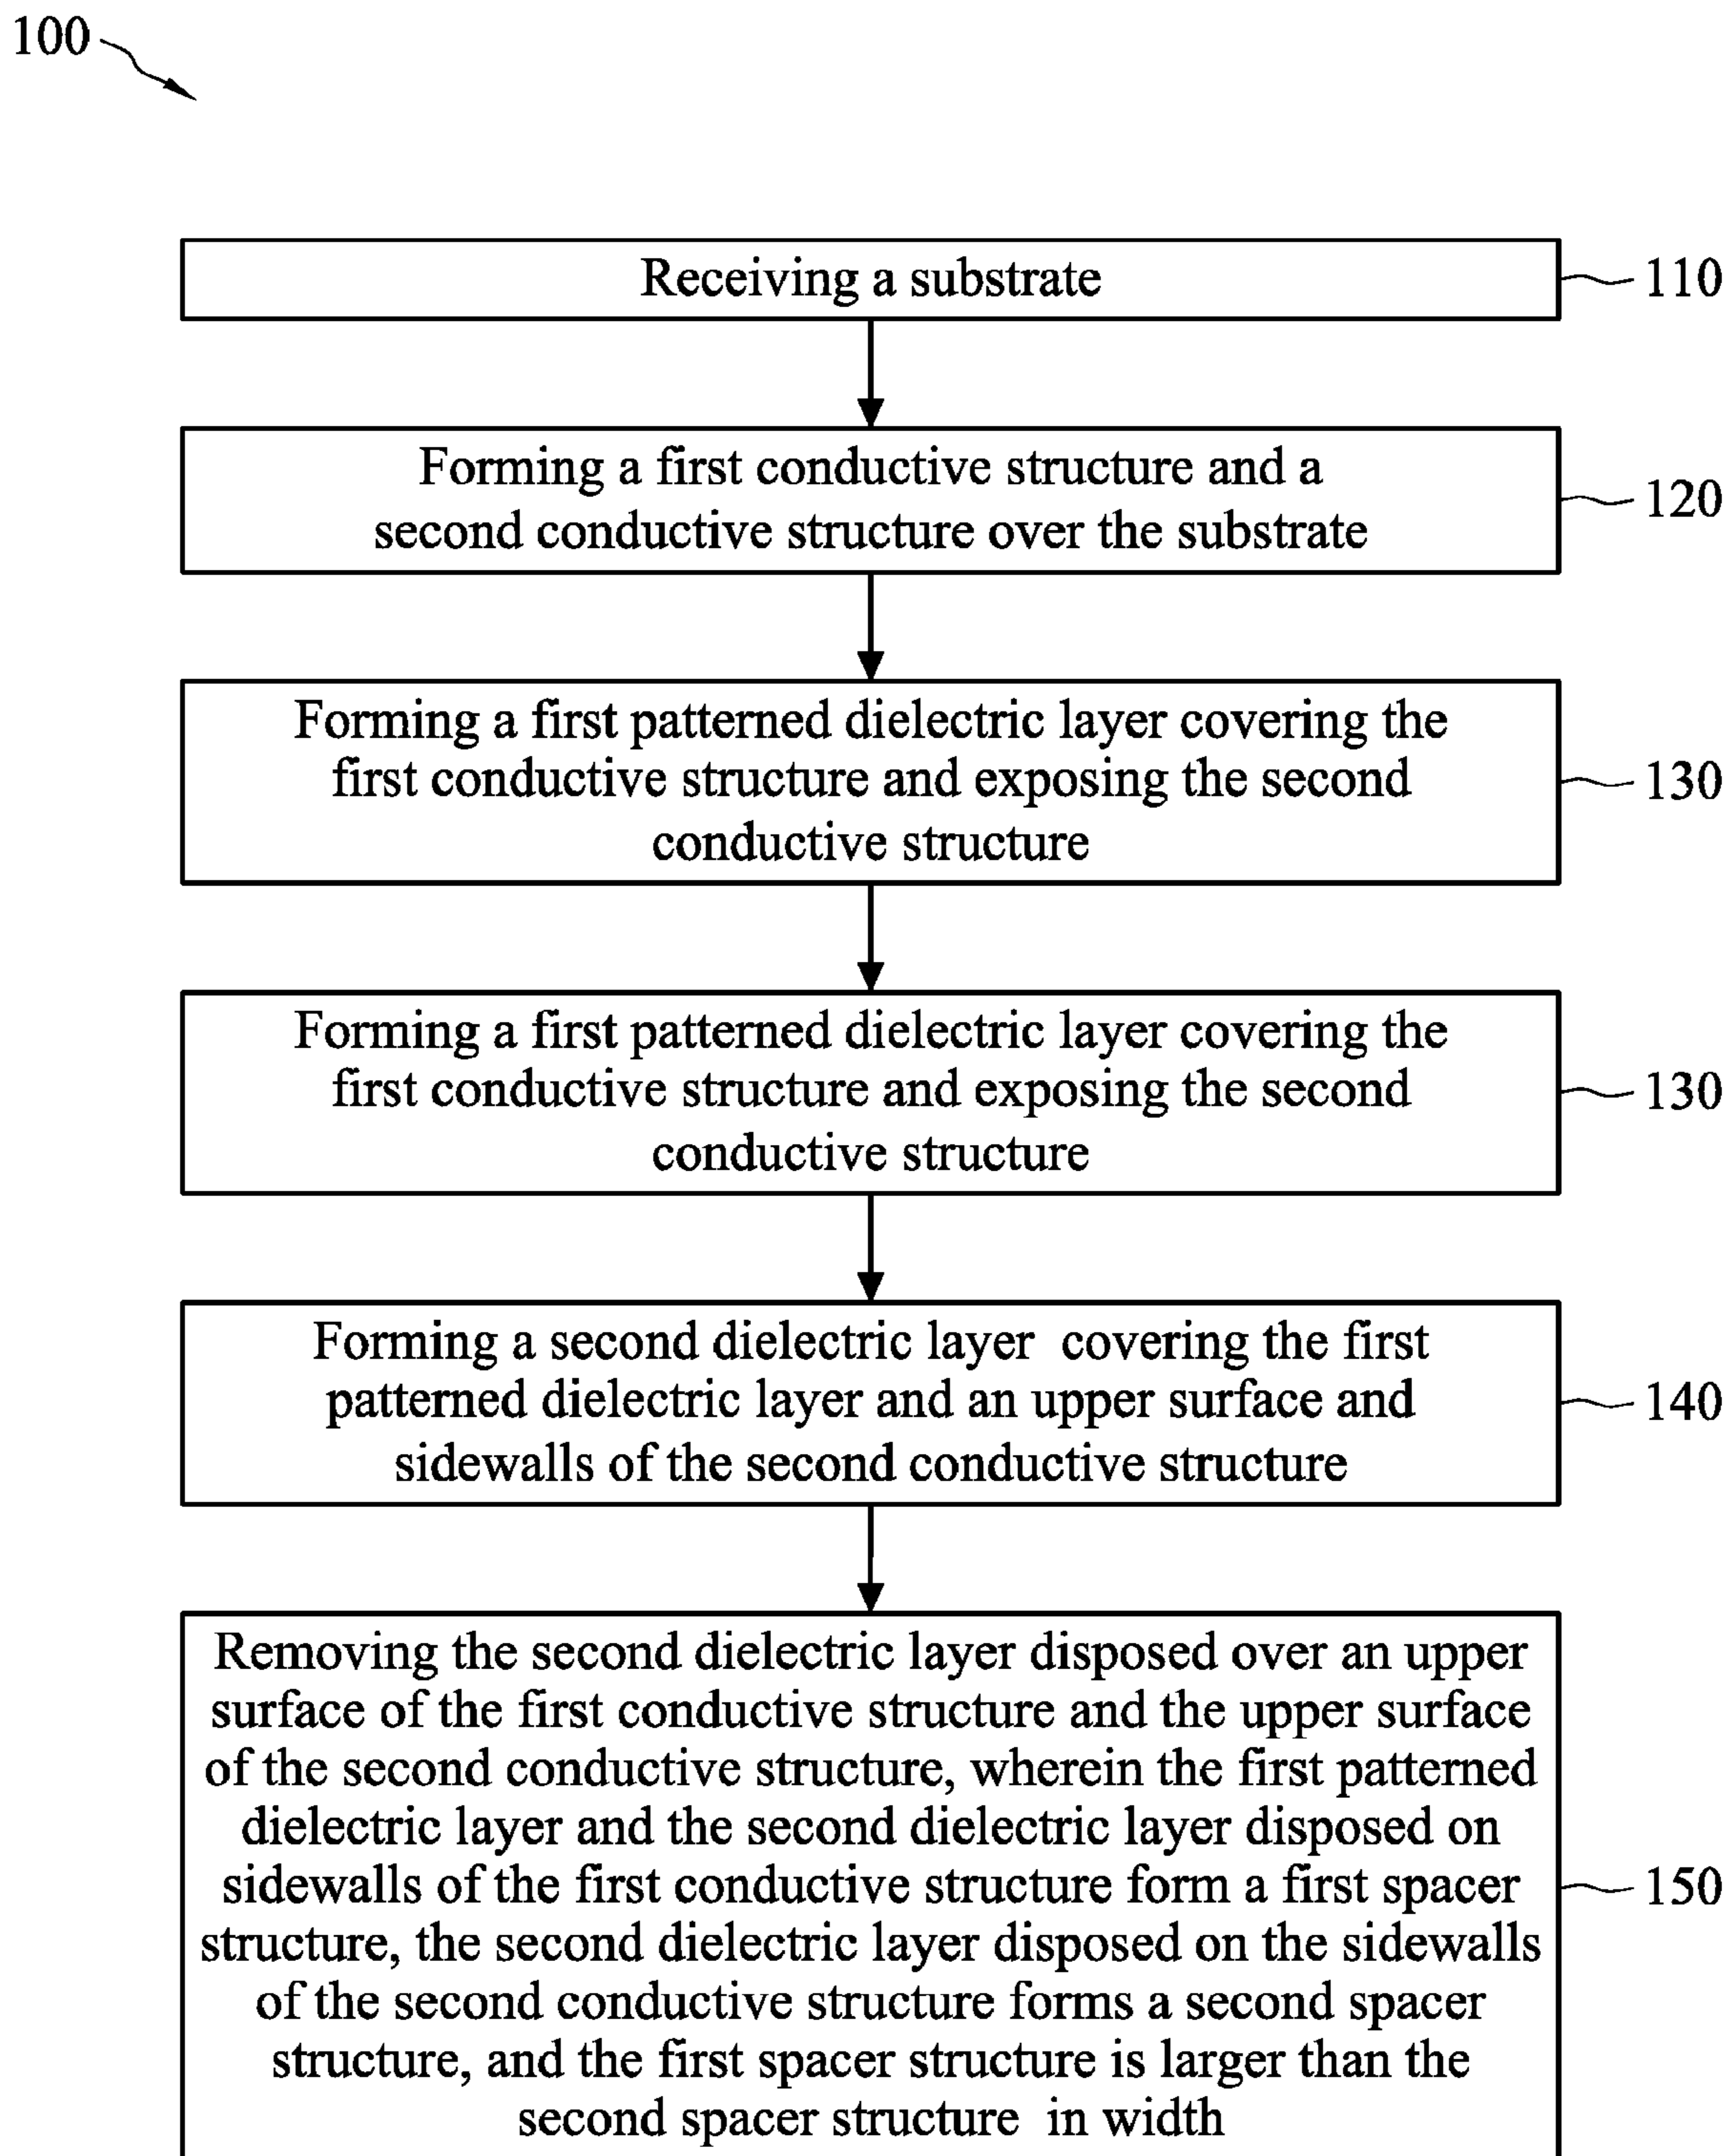 100
Receiving a substrate
110
Forming a first conductive structure and a
second conductive structure over the substrate
120
Forming a first patterned dielectric layer covering the
first conductive structure and exposing the second
conductive structure
130
Forming a first patterned dielectric layer covering the
first conductive structure and exposing the second
conductive structure
130
Forming a second dielectric layer covering the first
patterned dielectric layer and an upper surface and
sidewalls of the second conductive structure
140
Removing the second dielectric layer disposed over an upper
surface of the first conductive structure and the upper surface
of the second conductive structure, wherein the first patterned
dielectric layer and the second dielectric layer disposed on
sidewalls of the first conductive structure form a first spacer
structure, the second dielectric layer disposed on the sidewalls
of the second conductive structure forms a second spacer
structure, and the first spacer structure is larger than the
second spacer structure in width
150